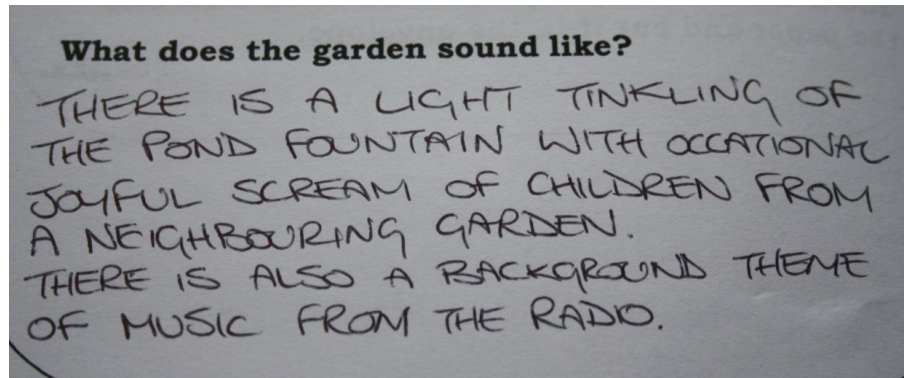 What does the garden sound like?
THERE IS A LIGHT TINKLING OF
THE POND FOUNTAIN WITH OCCATIONAL
JOYFUL SCREAM OF CHILDREN FROM
A NEIGHBOURING GARDEN.
THERE IS ALSO A BACKGROUND THEME
OF MUSIC FROM THE RADIO.